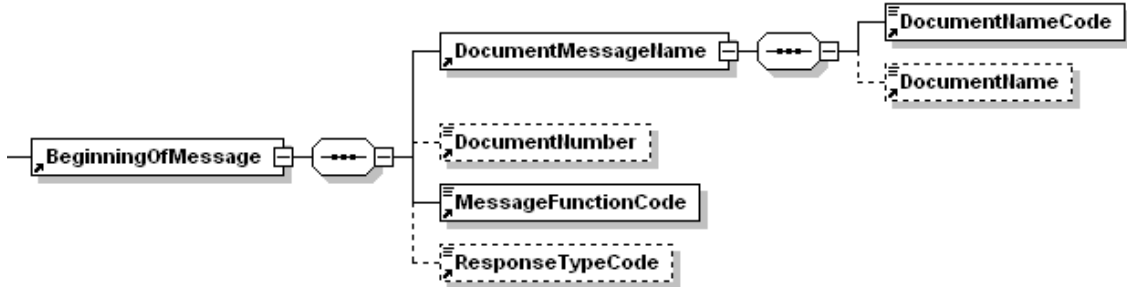 DocumentNameCode
DocumentMessageName
DocumentName
DocumentNumber
BeginningOfMessage
MessageFunctionCode
ResponseTypeCode